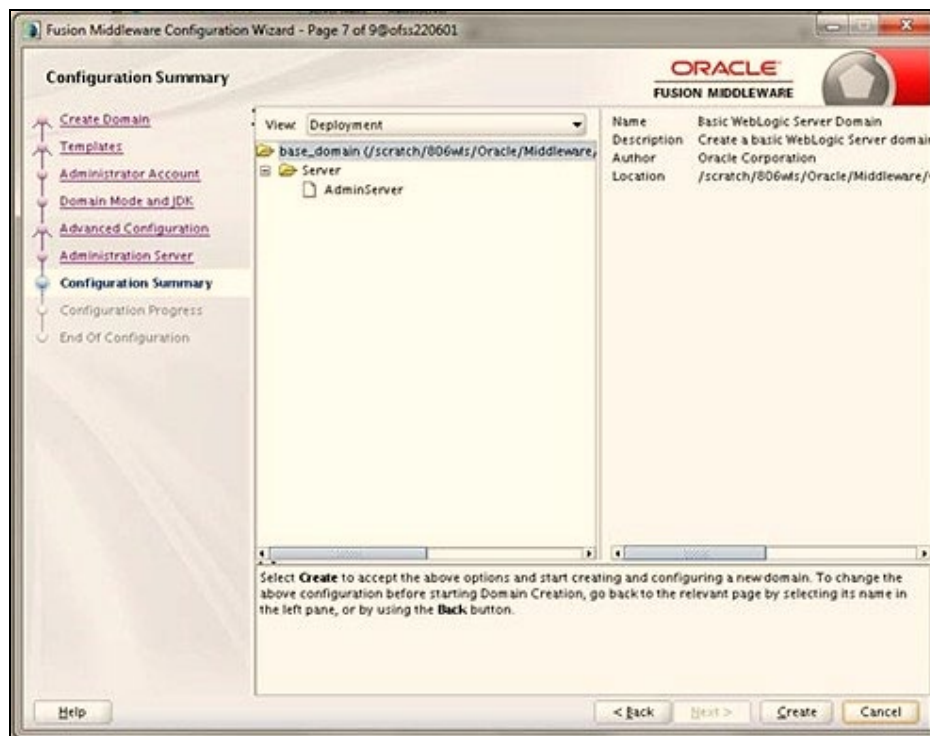 Fusion Middleware Configuration Wizard - Page 7 of 9@ofss220601
Configuration Summary
ORACLE
FUSION MIDDLEWARE
Create Domain
Templates
Administrator Account
Domain Mode and JDK
Advanced Configuration
Administration Server
Configuration Summary
Configuration Progress
End Of Configuration
View: Deployment
base_domain (/scratch/806wls/Oracle/Middleware/
Server
AdminServer
Name Basic WebLogic Server Domain
Description Create a basic WebLogic Server domain
Author Oracle Corporation
Location /scratch/806wls/Oracle/Middleware/
Select Create to accept the above options and start creating and configuring a new domain. To change the
above configuration before starting Domain Creation, go back to the relevant page by selecting its name in
the left pane, or by using the Back button.
Help
< Back
Next >
Create
Cancel